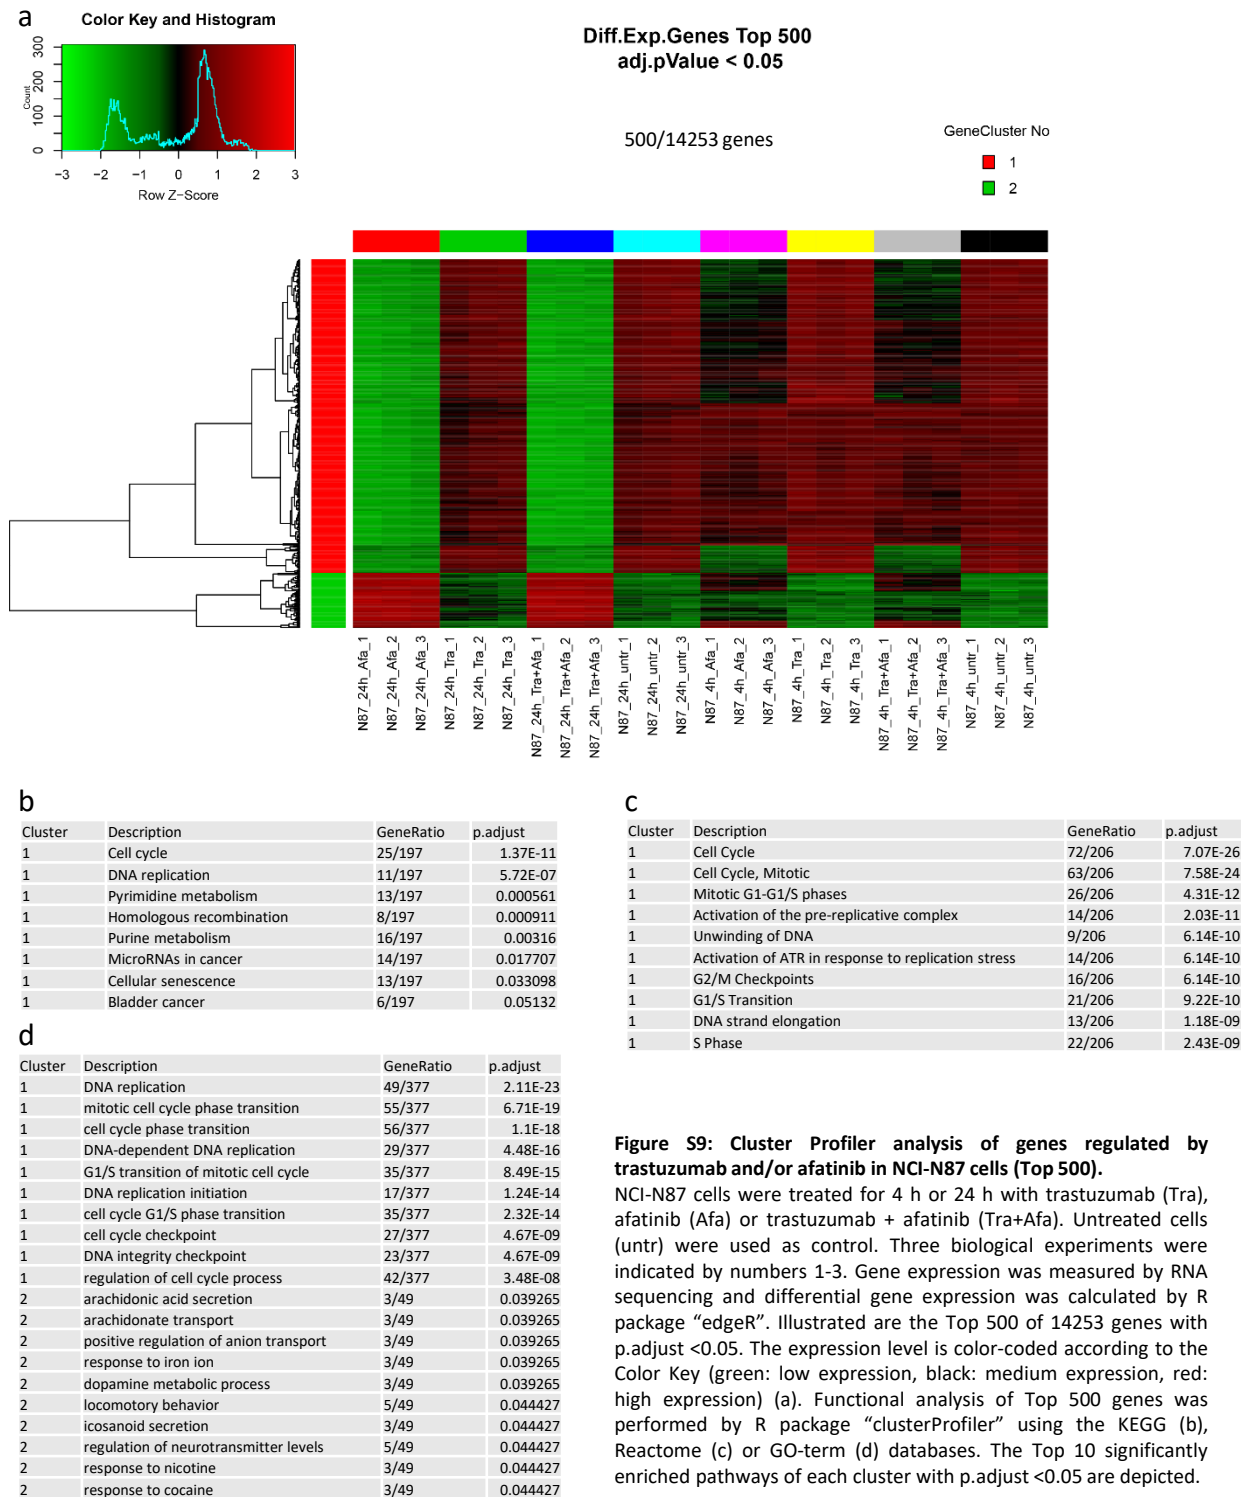 a
Color Key and Histogram
Count
0 100 200 300
−3 −2 −1 0 1 2 3
Row Z−Score
Diff.Exp.Genes Top 500
adj.pValue < 0.05
500/14253 genes
GeneCluster No
1
2
N87_24h_Afa_1
N87_24h_Afa_2
N87_24h_Afa_3
N87_24h_Tra_1
N87_24h_Tra_2
N87_24h_Tra_3
N87_24h_Tra+Afa_1
N87_24h_Tra+Afa_2
N87_24h_Tra+Afa_3
N87_24h_untr_1
N87_24h_untr_2
N87_24h_untr_3
N87_4h_Afa_1
N87_4h_Afa_2
N87_4h_Afa_3
N87_4h_Tra_1
N87_4h_Tra_2
N87_4h_Tra_3
N87_4h_Tra+Afa_1
N87_4h_Tra+Afa_2
N87_4h_Tra+Afa_3
N87_4h_untr_1
N87_4h_untr_2
N87_4h_untr_3
b
Cluster Description GeneRatio p.adjust
1 Cell cycle 25/197 1.37E-11
1 DNA replication 11/197 5.72E-07
1 Pyrimidine metabolism 13/197 0.000561
1 Homologous recombination 8/197 0.000911
1 Purine metabolism 16/197 0.00316
1 MicroRNAs in cancer 14/197 0.017707
1 Cellular senescence 13/197 0.033098
1 Bladder cancer 6/197 0.05132
c
Cluster Description GeneRatio p.adjust
1 Cell Cycle 72/206 7.07E-26
1 Cell Cycle, Mitotic 63/206 7.58E-24
1 Mitotic G1-G1/S phases 26/206 4.31E-12
1 Activation of the pre-replicative complex 14/206 2.03E-11
1 Unwinding of DNA 9/206 6.14E-10
1 Activation of ATR in response to replication stress 14/206 6.14E-10
1 G2/M Checkpoints 16/206 6.14E-10
1 G1/S Transition 21/206 9.22E-10
1 DNA strand elongation 13/206 1.18E-09
1 S Phase 22/206 2.43E-09
d
Cluster Description GeneRatio p.adjust
1 DNA replication 49/377 2.11E-23
1 mitotic cell cycle phase transition 55/377 6.71E-19
1 cell cycle phase transition 56/377 1.1E-18
1 DNA-dependent DNA replication 29/377 4.48E-16
1 G1/S transition of mitotic cell cycle 35/377 8.49E-15
1 DNA replication initiation 17/377 1.24E-14
1 cell cycle G1/S phase transition 35/377 2.32E-14
1 cell cycle checkpoint 27/377 4.67E-09
1 DNA integrity checkpoint 23/377 4.67E-09
1 regulation of cell cycle process 42/377 3.48E-08
2 arachidonic acid secretion 3/49 0.039265
2 arachidonate transport 3/49 0.039265
2 positive regulation of anion transport 3/49 0.039265
2 response to iron ion 3/49 0.039265
2 dopamine metabolic process 3/49 0.039265
2 locomotory behavior 5/49 0.044427
2 icosanoid secretion 3/49 0.044427
2 regulation of neurotransmitter levels 5/49 0.044427
2 response to nicotine 3/49 0.044427
2 response to cocaine 3/49 0.044427
Figure S9: Cluster Profiler analysis of genes regulated by
trastuzumab and/or afatinib in NCI-N87 cells (Top 500).
NCI-N87 cells were treated for 4 h or 24 h with trastuzumab (Tra),
afatinib (Afa) or trastuzumab + afatinib (Tra+Afa). Untreated cells
(untr) were used as control. Three biological experiments were
indicated by numbers 1-3. Gene expression was measured by RNA
sequencing and differential gene expression was calculated by R
package “edgeR”. Illustrated are the Top 500 of 14253 genes with
p.adjust <0.05. The expression level is color-coded according to the
Color Key (green: low expression, black: medium expression, red:
high expression) (a). Functional analysis of Top 500 genes was
performed by R package “clusterProfiler” using the KEGG (b),
Reactome (c) or GO-term (d) databases. The Top 10 significantly
enriched pathways of each cluster with p.adjust <0.05 are depicted.